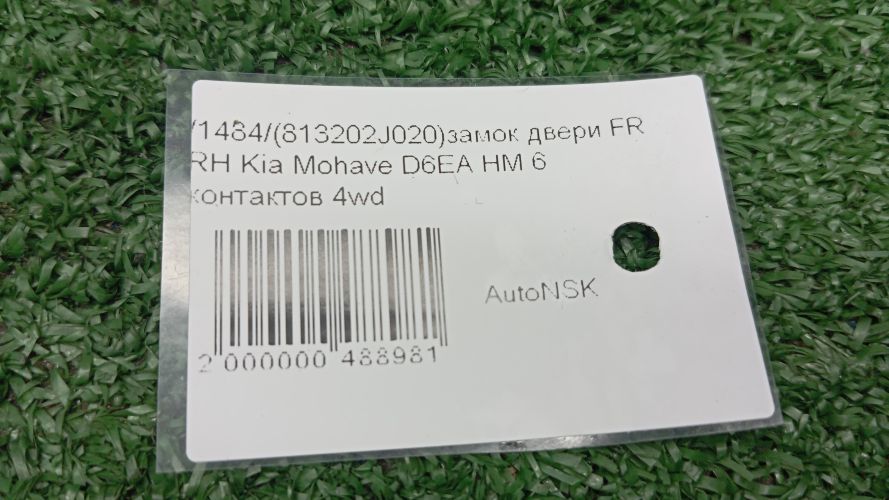 /1484/(813202J020)замок двери FR
RH Kia Mohave D6EA HM 6
контактов 4wd
AutoNSK
2 000000 488981